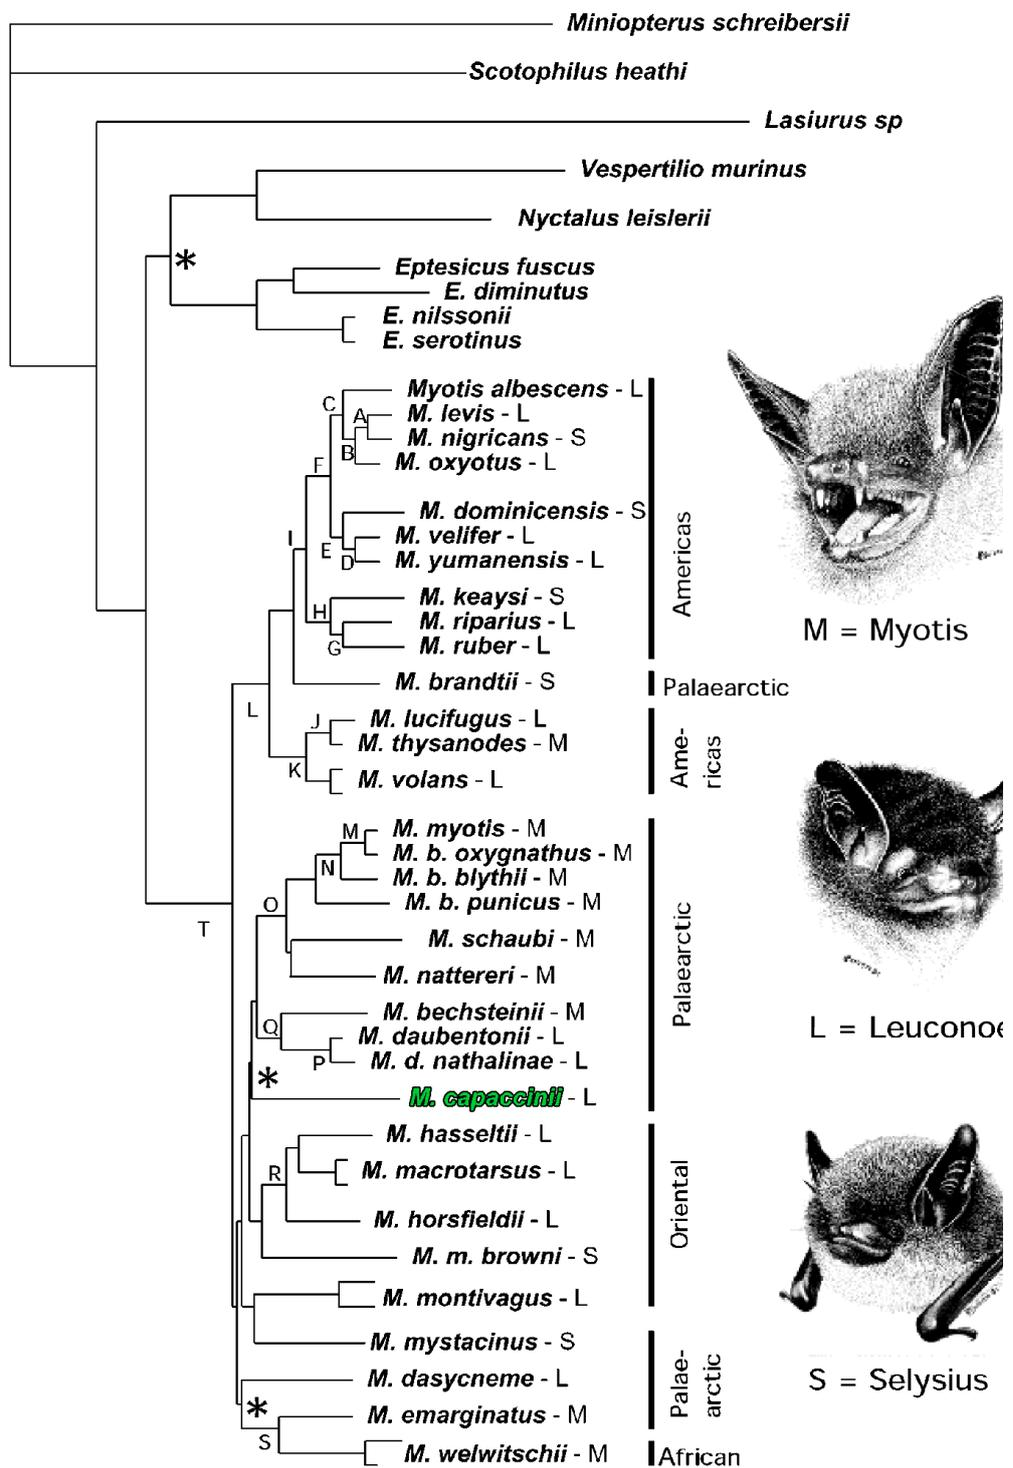 Miniopterus schreibersii
Scotophilus heathi
Lasiurus sp
Vespertilio murinus
Nyctalus leislerii
*
Eptesicus fuscus
E. diminutus
E. nilssonii
E. serotinus
Myotis albescens - L
C
A
M. levis - L
M. nigricans - S
B
M. oxyotus - L
F
M. dominicensis - S
I
M. velifer - L
E
D
M. yumanensis - L
Americas
M. keaysi - S
H
M. riparius - L
G
M. ruber - L
M = Myotis
M. brandtii - S
Palaearctic
L
J
M. lucifugus - L
M. thysanodes - M
K
M. volans - L
Ame-
ricas
M
M. myotis - M
M. b. oxygnathus - M
N
M. b. blythii - M
O
M. b. punicus - M
T
M. schaubi - M
M. nattereri - M
Palaearctic
M. bechsteinii - M
Q
M. daubentonii - L
P
M. d. nathalinae - L
L = Leuconoe
*
M. capaccinii - L
M. hasseltii - L
R
M. macrotarsus - L
M. horsfieldii - L
Oriental
M. m. browni - S
M. montivagus - L
M. mystacinus - S
M. dasycneme - L
S = Selysius
*
M. emarginatus - M
Palae-
arctic
S
M. welwitschii - M
African